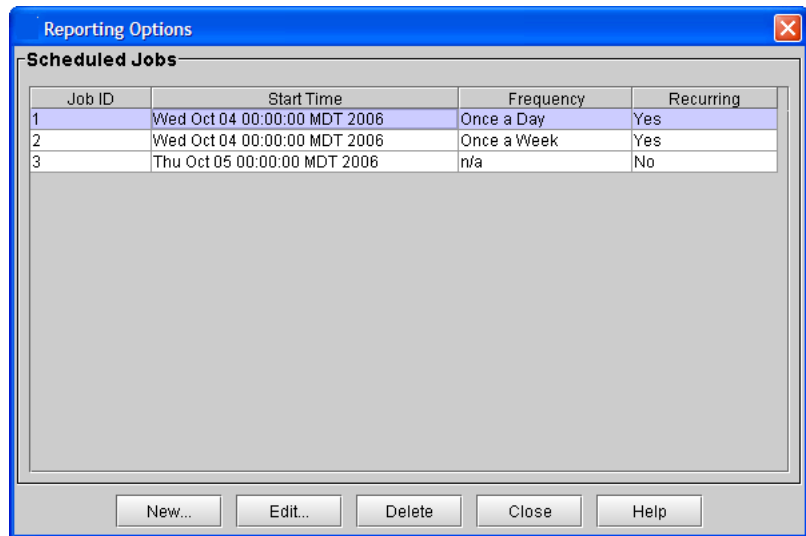 Reporting Options
Scheduled Jobs
Job ID Start Time Frequency Recurring
1 Wed Oct 04 00:00:00 MDT 2006 Once a Day Yes
2 Wed Oct 04 00:00:00 MDT 2006 Once a Week Yes
3 Thu Oct 05 00:00:00 MDT 2006 n/a No
New... Edit... Delete Close Help